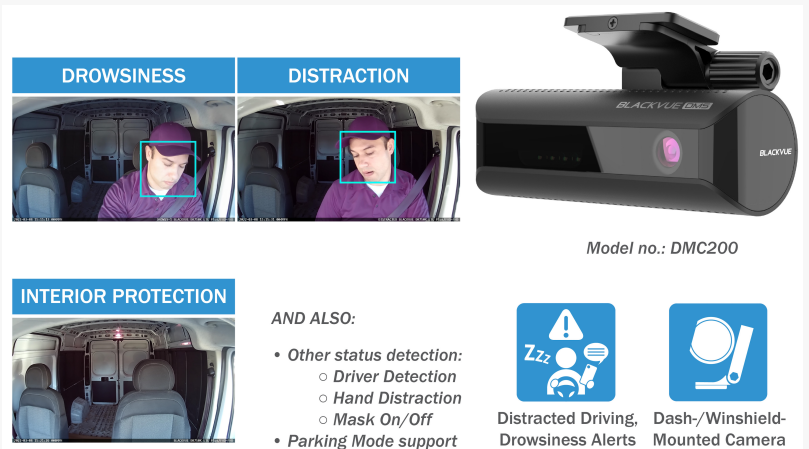 DROWSINESS
DISTRACTION
BLACKVUE DMS
BLACKVUE
Model no.: DMC200
INTERIOR PROTECTION
AND ALSO:
• Other status detection:
○ Driver Detection
○ Hand Distraction
○ Mask On/Off
• Parking Mode support
Zzz
Distracted Driving,
Drowsiness Alerts
Dash-/Winshield-
Mounted Camera